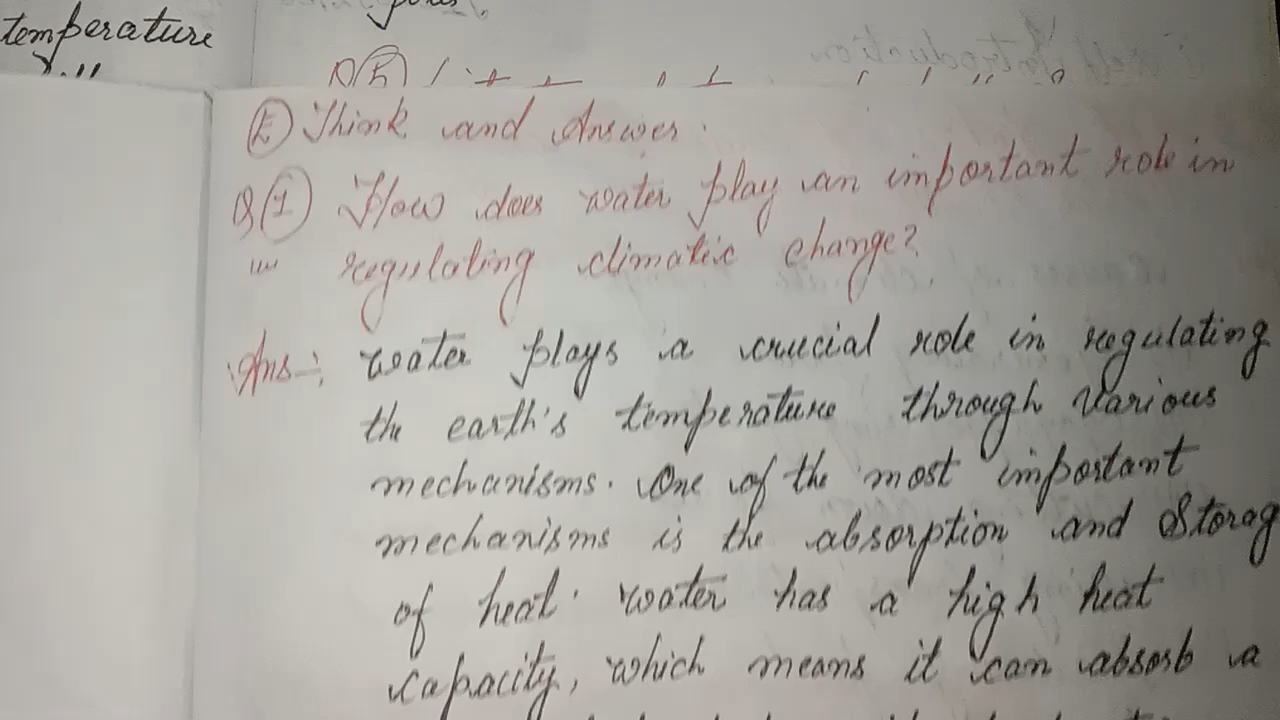 temperature
Ⓔ Think and Answer.
Q① How does water play an important role in
"" regulating climatic change?
Ans:- Water plays a crucial role in regulating
the earth's temperature through various
mechanisms. One of the most important
mechanisms is the absorption and Storag
of heat. Water has a high heat
capacity, which means it can absorb a